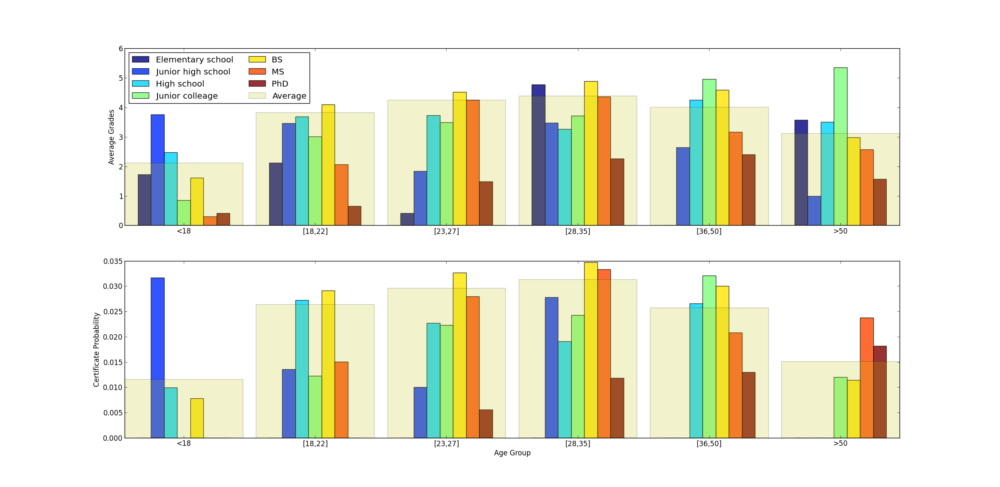 6
5
4
3
2
1
0
Average Grades
Elementary school
Junior high school
High school
Junior colleage
BS
MS
PhD
Average
<18 [18,22] [23,27] [28,35] [36,50] >50
0.035
0.030
0.025
0.020
0.015
0.010
0.005
0.000
Certificate Probability
<18 [18,22] [23,27] [28,35] [36,50] >50
Age Group